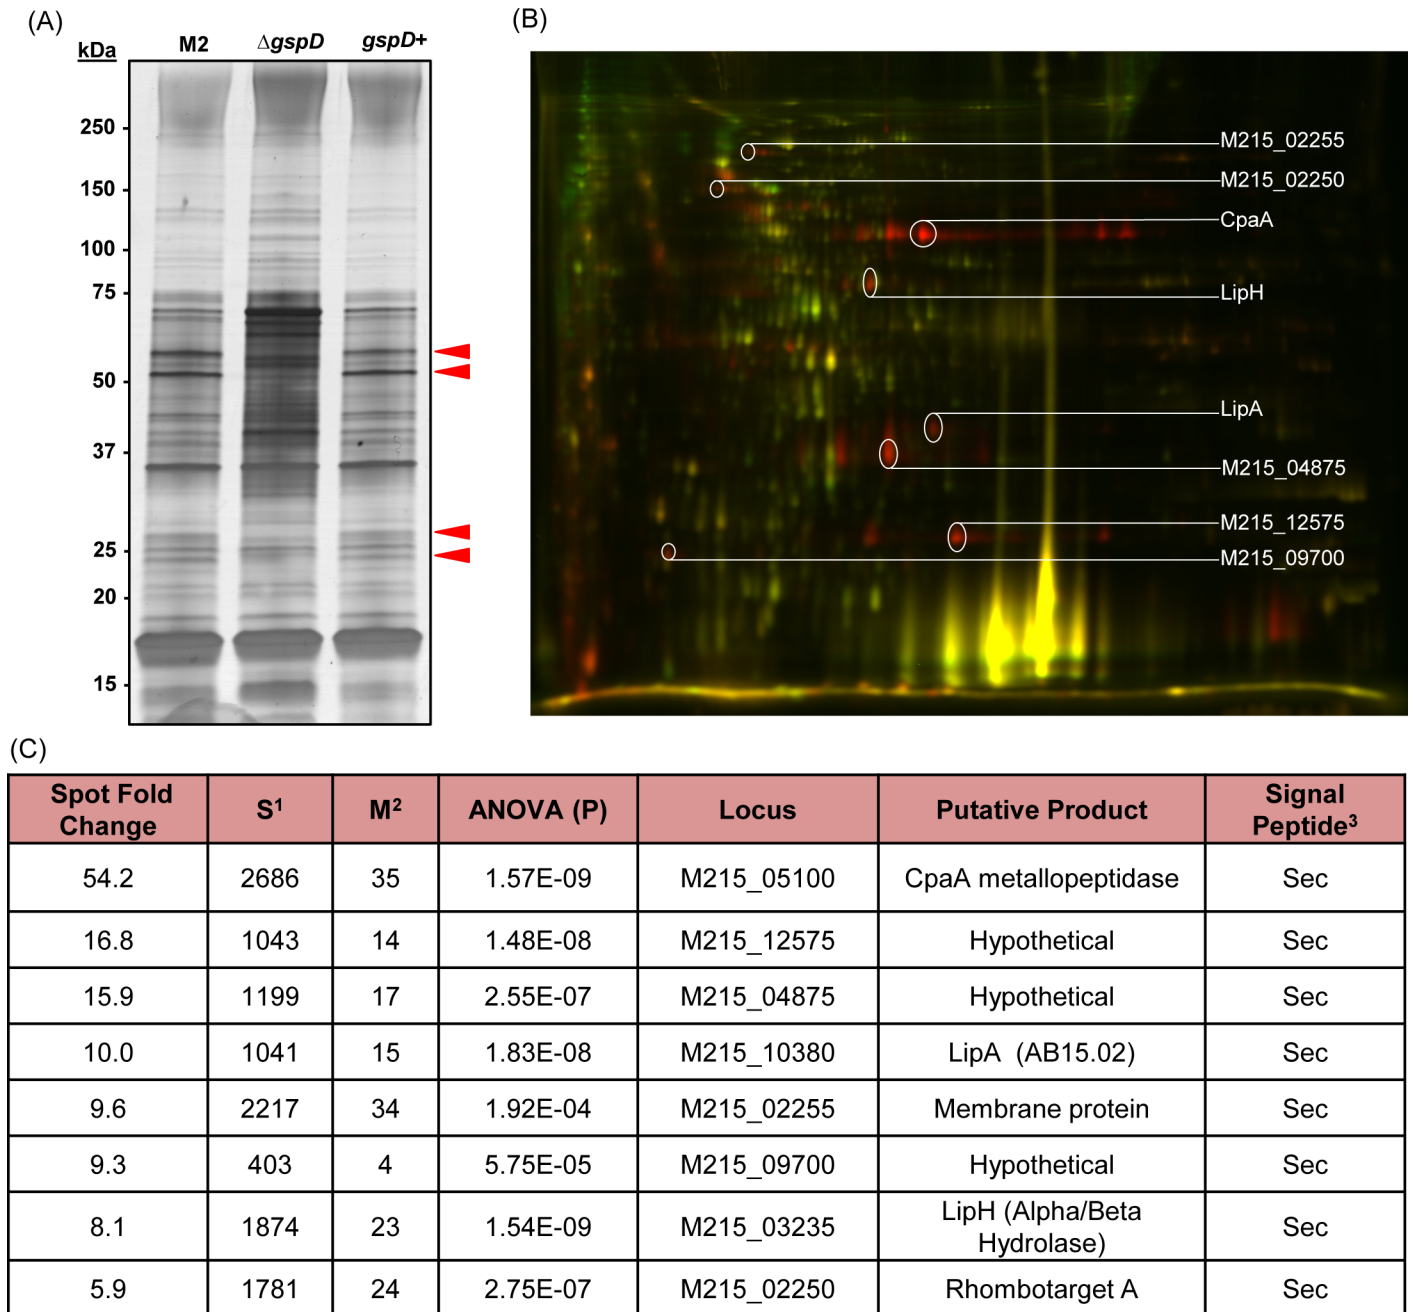 (A)
kDa
M2 ΔgspD gspD+
250
150
100
75
50
37
25
20
15
(B)
M215_02255
M215_02250
CpaA
LipH
LipA
M215_04875
M215_12575
M215_09700
(C)
Spot Fold Change S¹ M² ANOVA (P) Locus Putative Product Signal Peptide³
54.2 2686 35 1.57E-09 M215_05100 CpaA metallopeptidase Sec
16.8 1043 14 1.48E-08 M215_12575 Hypothetical Sec
15.9 1199 17 2.55E-07 M215_04875 Hypothetical Sec
10.0 1041 15 1.83E-08 M215_10380 LipA (AB15.02) Sec
9.6 2217 34 1.92E-04 M215_02255 Membrane protein Sec
9.3 403 4 5.75E-05 M215_09700 Hypothetical Sec
8.1 1874 23 1.54E-09 M215_03235 LipH (Alpha/Beta Hydrolase) Sec
5.9 1781 24 2.75E-07 M215_02250 Rhombotarget A Sec